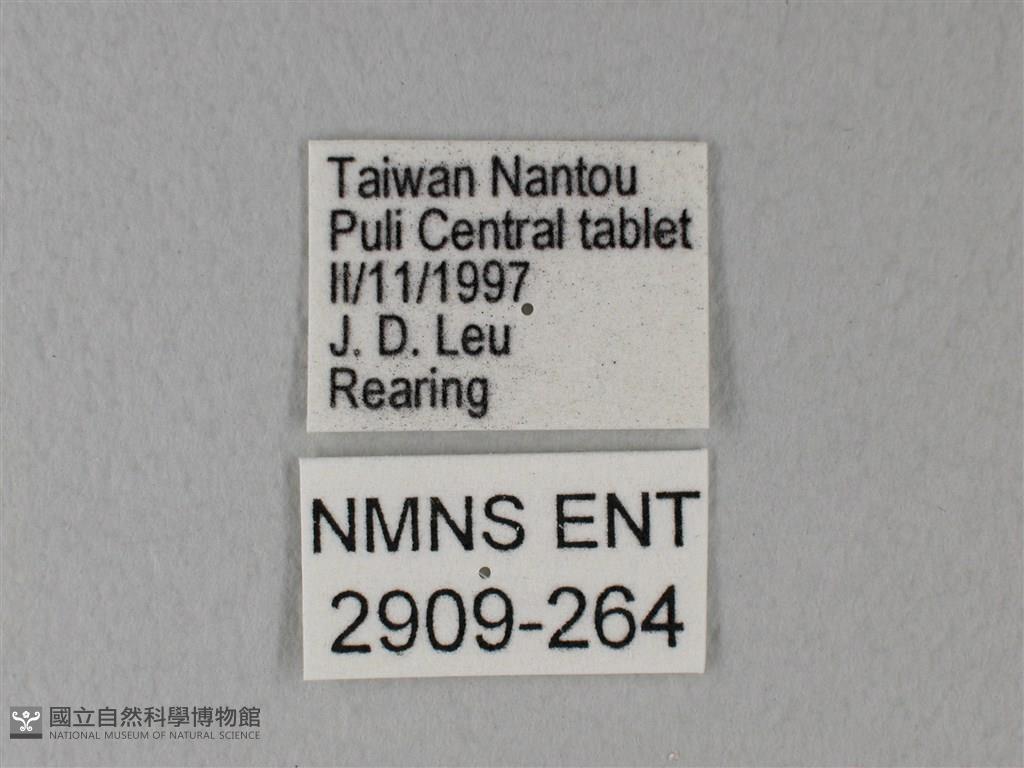 Taiwan Nantou
Puli Central tablet
II/11/1997
J. D. Leu
Rearing
NMNS ENT
2909-264
國立自然科學博物館
NATIONAL MUSEUM OF NATURAL SCIENCE